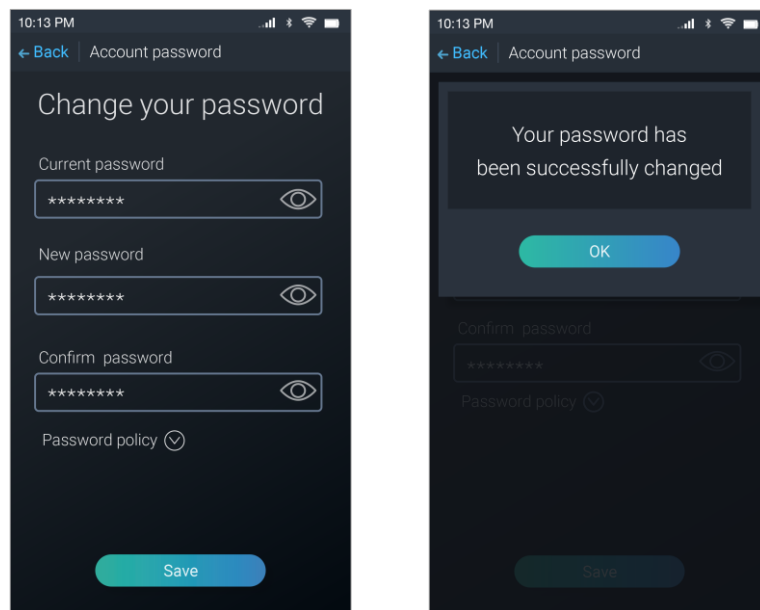 10:13 PM
← Back | Account password
Change your password
Current password
********
New password
********
Confirm password
********
Password policy
Save
10:13 PM
← Back | Account password
Your password has
been successfully changed
OK
Confirm password
********
Password policy
Save